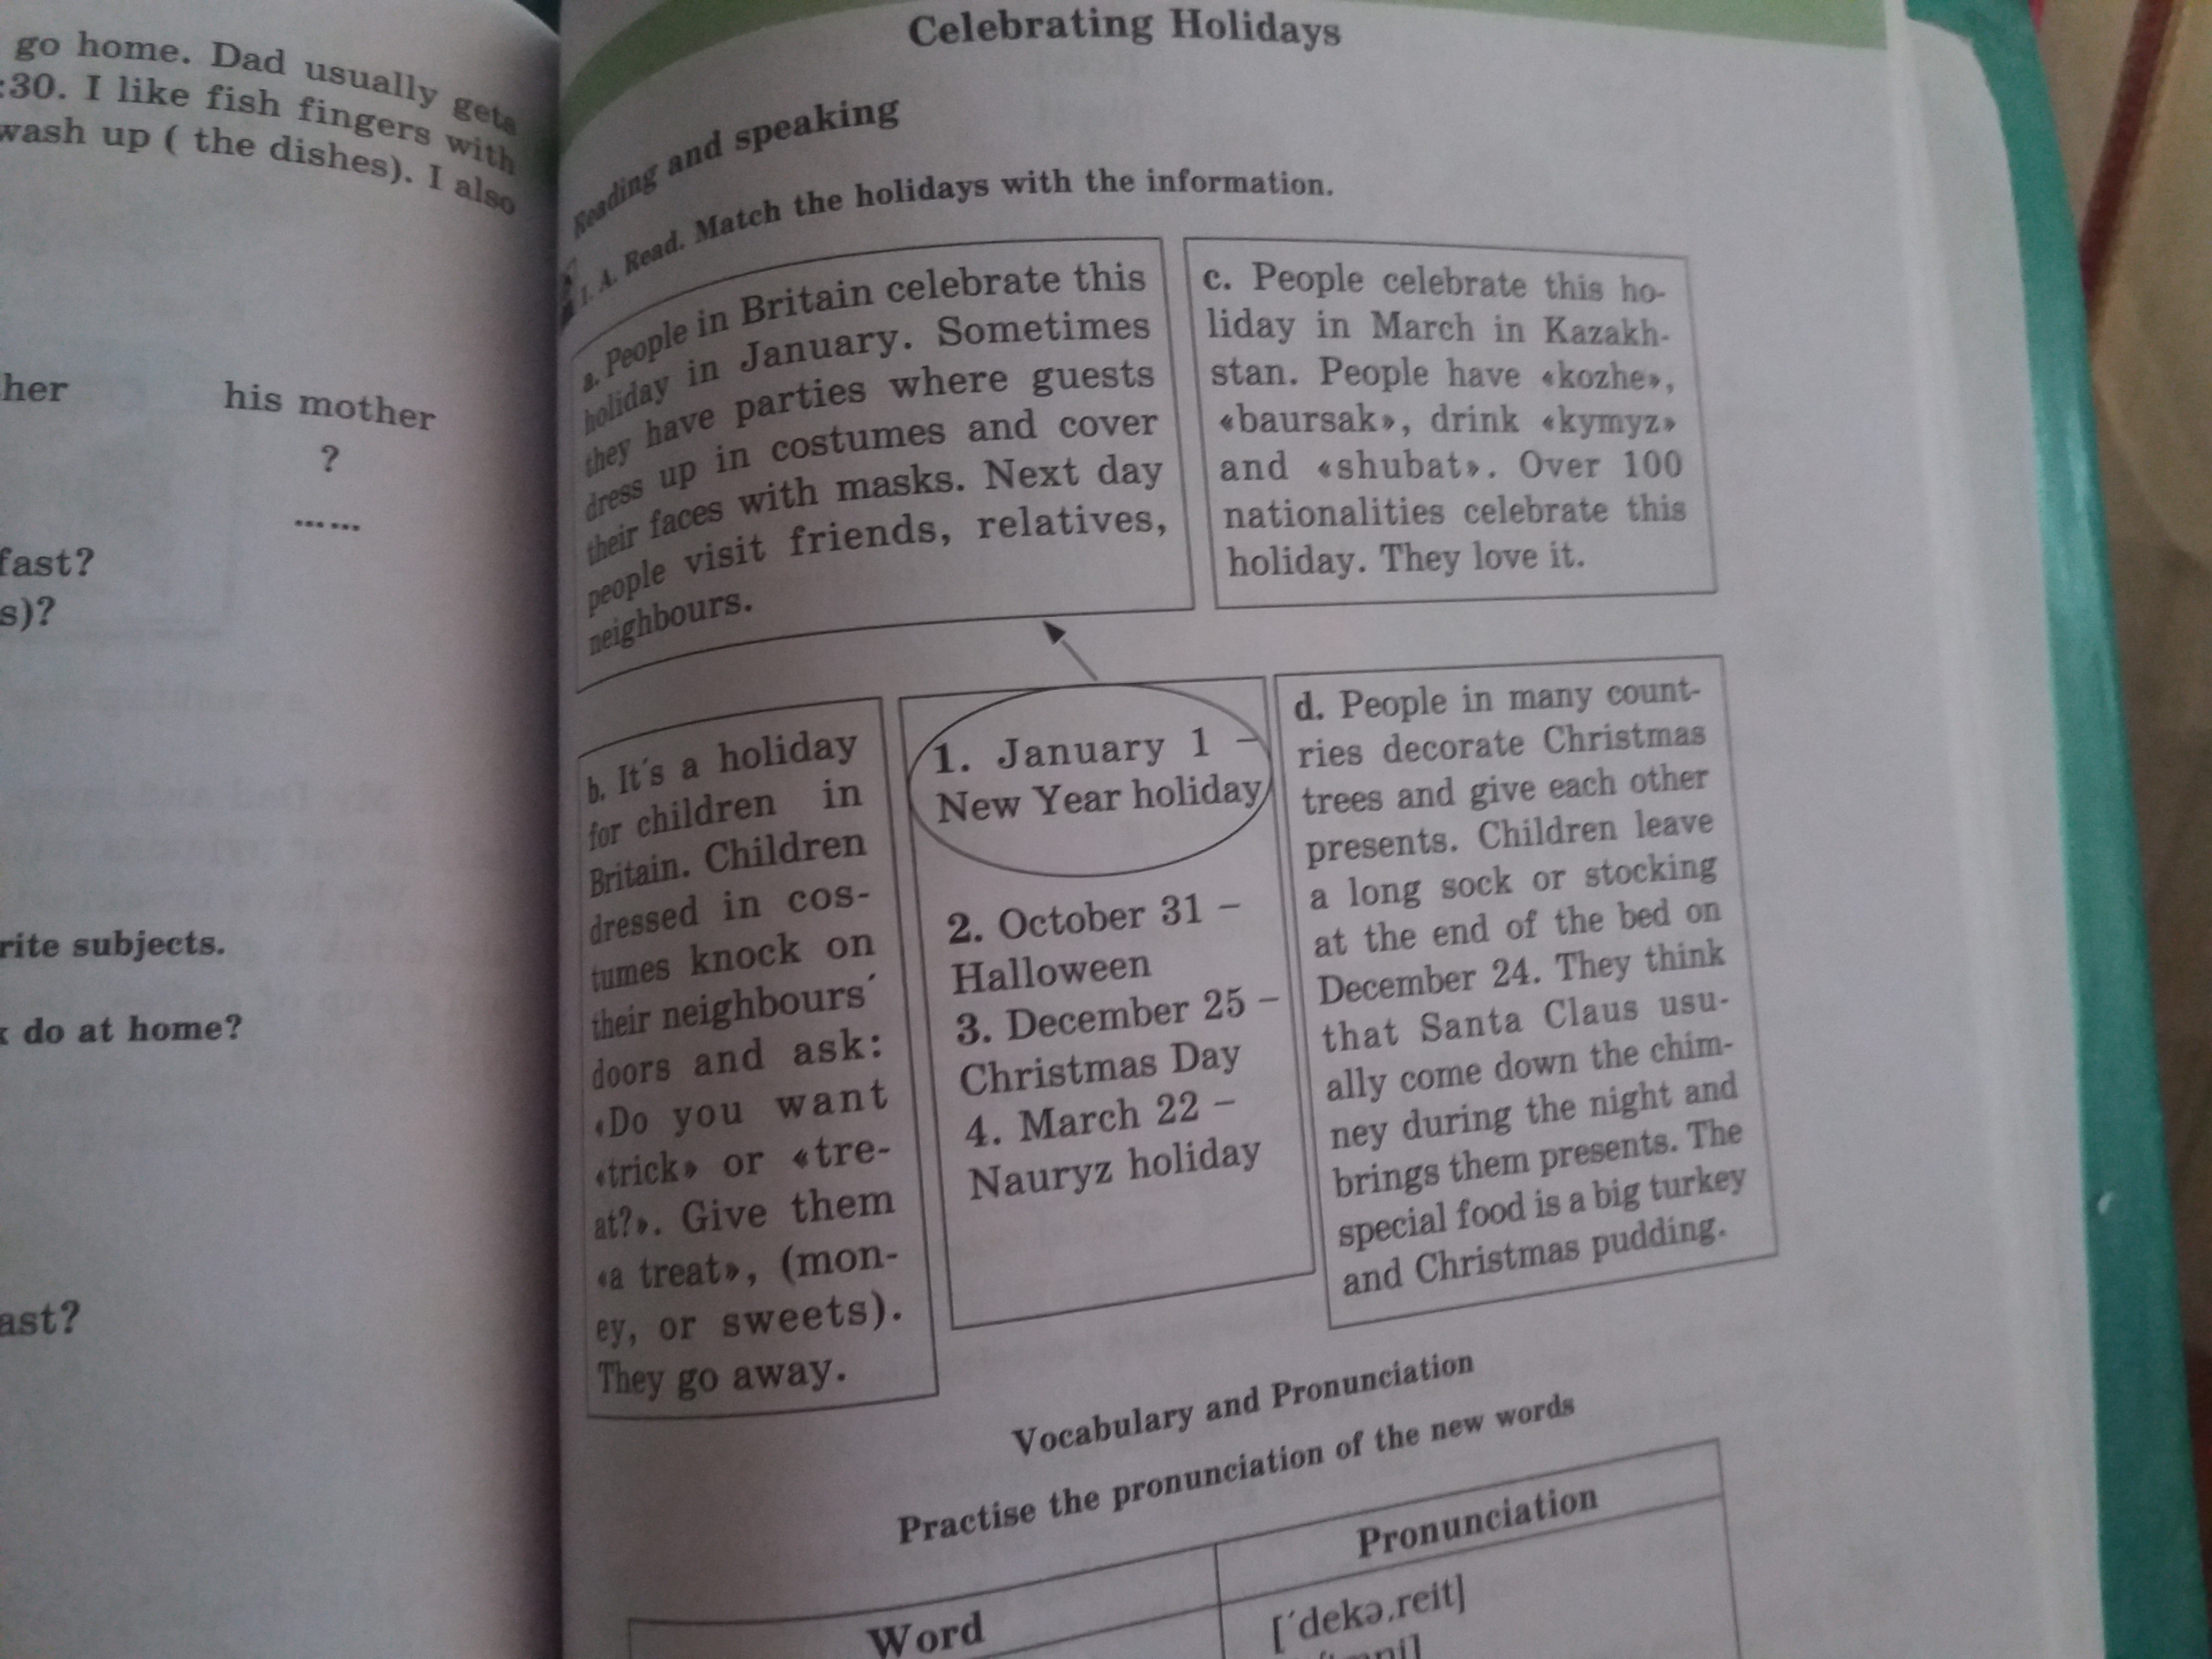 go home. Dad usually gets
:30. I like fish fingers with
wash up ( the dishes). I also
her his mother
?
......
fast?
s)?
rite subjects.
do at home?
ast?
Celebrating Holidays
Reading and speaking
1. A. Read. Match the holidays with the information.
a. People in Britain celebrate this
holiday in January. Sometimes
they have parties where guests
dress up in costumes and cover
their faces with masks. Next day
people visit friends, relatives,
neighbours.
c. People celebrate this ho-
liday in March in Kazakh-
stan. People have «kozhe»,
«baursak», drink «kymyz»
and «shubat». Over 100
nationalities celebrate this
holiday. They love it.
b. It´s a holiday
for children in
Britain. Children
dressed in cos-
tumes knock on
their neighbours´
doors and ask:
«Do you want
«trick» or «tre-
at?». Give them
«a treat», (mon-
ey, or sweets).
They go away.
1. January 1 –
New Year holiday
2. October 31 –
Halloween
3. December 25 –
Christmas Day
4. March 22 –
Nauryz holiday
d. People in many count-
ries decorate Christmas
trees and give each other
presents. Children leave
a long sock or stocking
at the end of the bed on
December 24. They think
that Santa Claus usu-
ally come down the chim-
ney during the night and
brings them presents. The
special food is a big turkey
and Christmas pudding.
Vocabulary and Pronunciation
Practise the pronunciation of the new words
Word Pronunciation
[´dekə,reit]